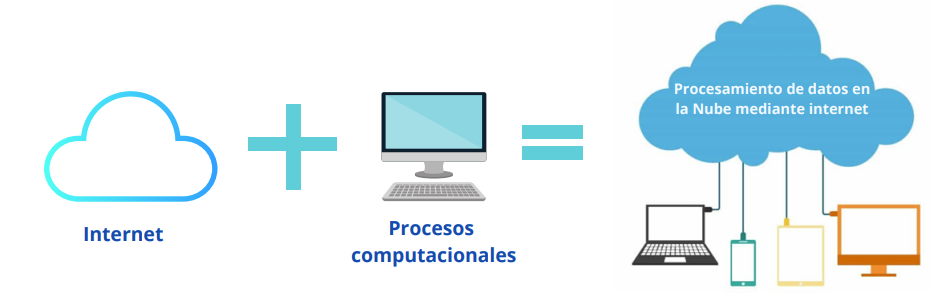 Internet
Procesos
computacionales
Procesamiento de datos en
la Nube mediante internet